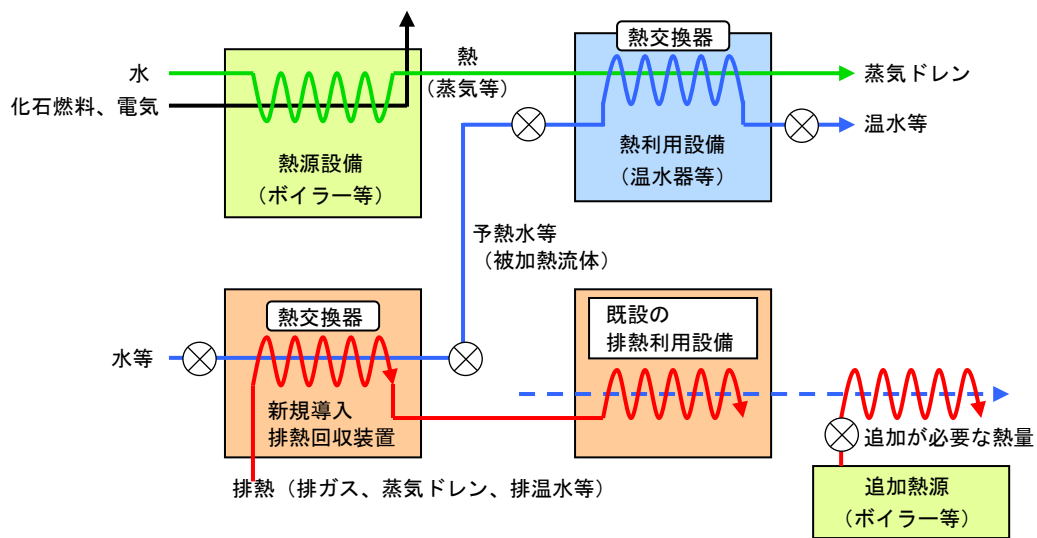 熱交換器
水
熱
(蒸気等)
蒸気ドレン
化石燃料、電気
温水等
熱源設備
(ボイラー等)
熱利用設備
(温水器等)
予熱水等
(被加熱流体)
熱交換器
既設の
排熱利用設備
水等
新規導入
排熱回収装置
追加が必要な熱量
排熱（排ガス、蒸気ドレン、排温水等）
追加熱源
(ボイラー等)